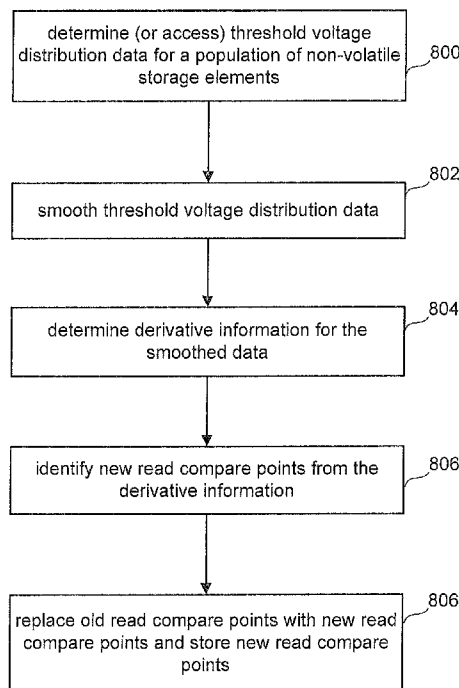 determine (or access) threshold voltage
distribution data for a population of non-volatile
storage elements
800
802
smooth threshold voltage distribution data
804
determine derivative information for the
smoothed data
806
identify new read compare points from the
derivative information
806
replace old read compare points with new read
compare points and store new read compare
points